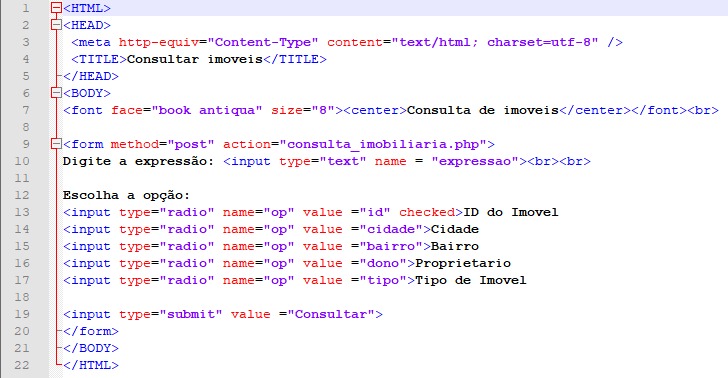 1 <HTML>
2 <HEAD>
3 <meta http-equiv="Content-Type" content="text/html; charset=utf-8" />
4 <TITLE>Consultar imoveis</TITLE>
5 </HEAD>
6 <BODY>
7 <font face="book antiqua" size="8"><center>Consulta de imoveis</center></font><br>
8
9 <form method="post" action="consulta_imobiliaria.php">
10 Digite a expressão: <input type="text" name = "expressao"><br><br>
11
12 Escolha a opção:
13 <input type="radio" name="op" value ="id" checked>ID do Imovel
14 <input type="radio" name="op" value ="cidade">Cidade
15 <input type="radio" name="op" value ="bairro">Bairro
16 <input type="radio" name="op" value ="dono">Proprietario
17 <input type="radio" name="op" value ="tipo">Tipo de Imovel
18
19 <input type="submit" value ="Consultar">
20 </form>
21 </BODY>
22 </HTML>